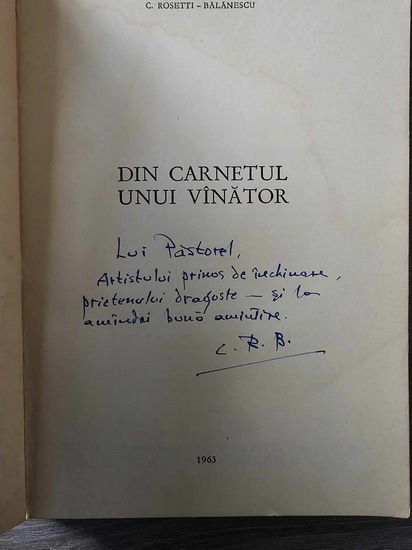 C. ROSETTI – BĂLĂNESCU
DIN CARNETUL
UNUI VÎNĂTOR
Lui Păstorel,
Artistului prinos de închinare,
prietenului dragoste – și la
amîndoi bună amintire.
C. R. B.
1963